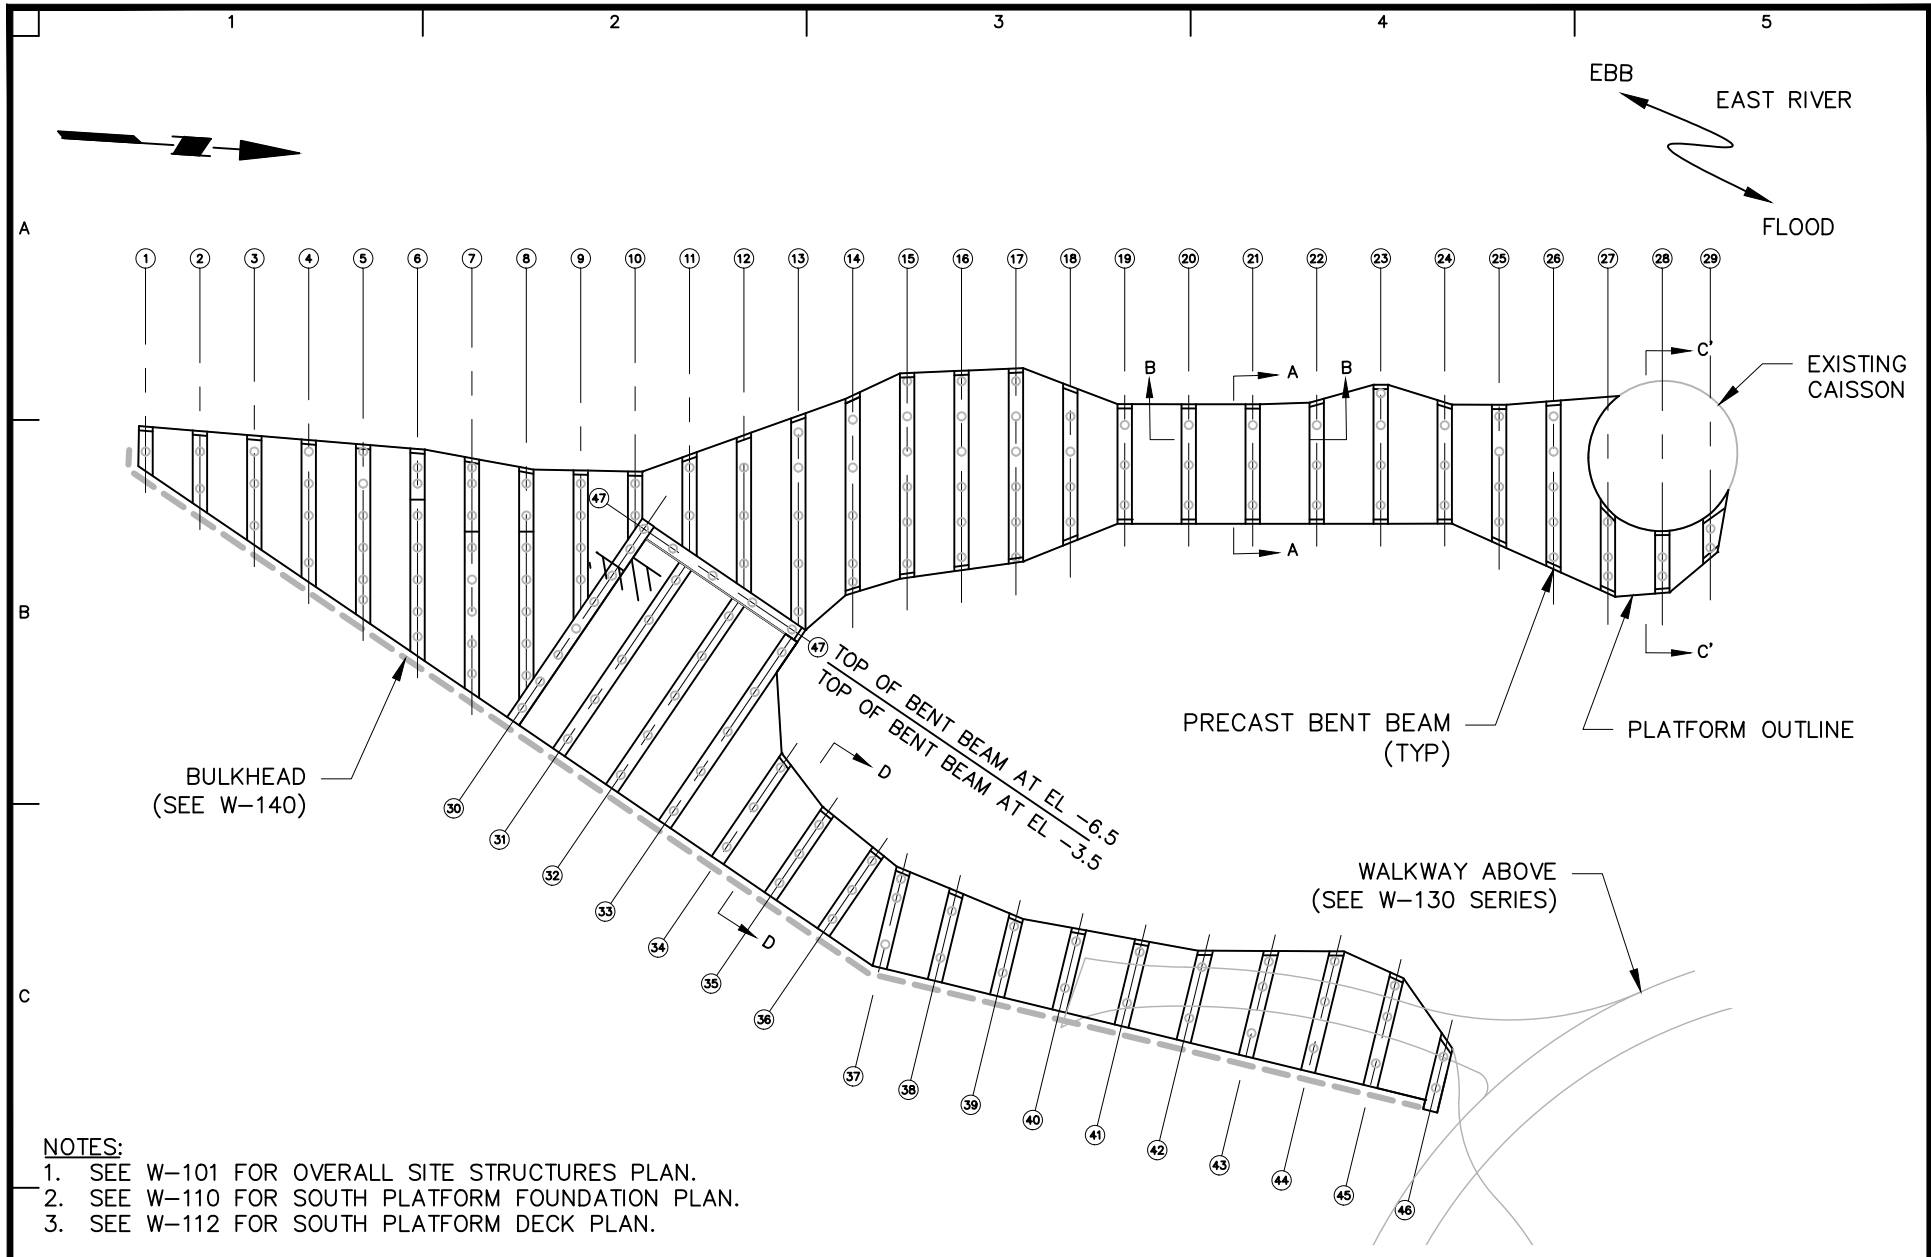 1 2 3 4 5
EBB
EAST RIVER
FLOOD
A
1 2 3 4 5 6 7 8 9 10 11 12 13 14 15 16 17 18 19 20 21 22 23 24 25 26 27 28 29
C'
B A B
EXISTING
CAISSON
47
A
B
47
C'
TOP OF BENT BEAM AT EL -6.5
TOP OF BENT BEAM AT EL -3.5
PRECAST BENT BEAM
(TYP)
PLATFORM OUTLINE
BULKHEAD
(SEE W-140)
D
30
31
32
33
34
35
36
D
WALKWAY ABOVE
(SEE W-130 SERIES)
C
37
38
39
40
41
42
43
44
45
46
NOTES:
1. SEE W-101 FOR OVERALL SITE STRUCTURES PLAN.
2. SEE W-110 FOR SOUTH PLATFORM FOUNDATION PLAN.
3. SEE W-112 FOR SOUTH PLATFORM DECK PLAN.